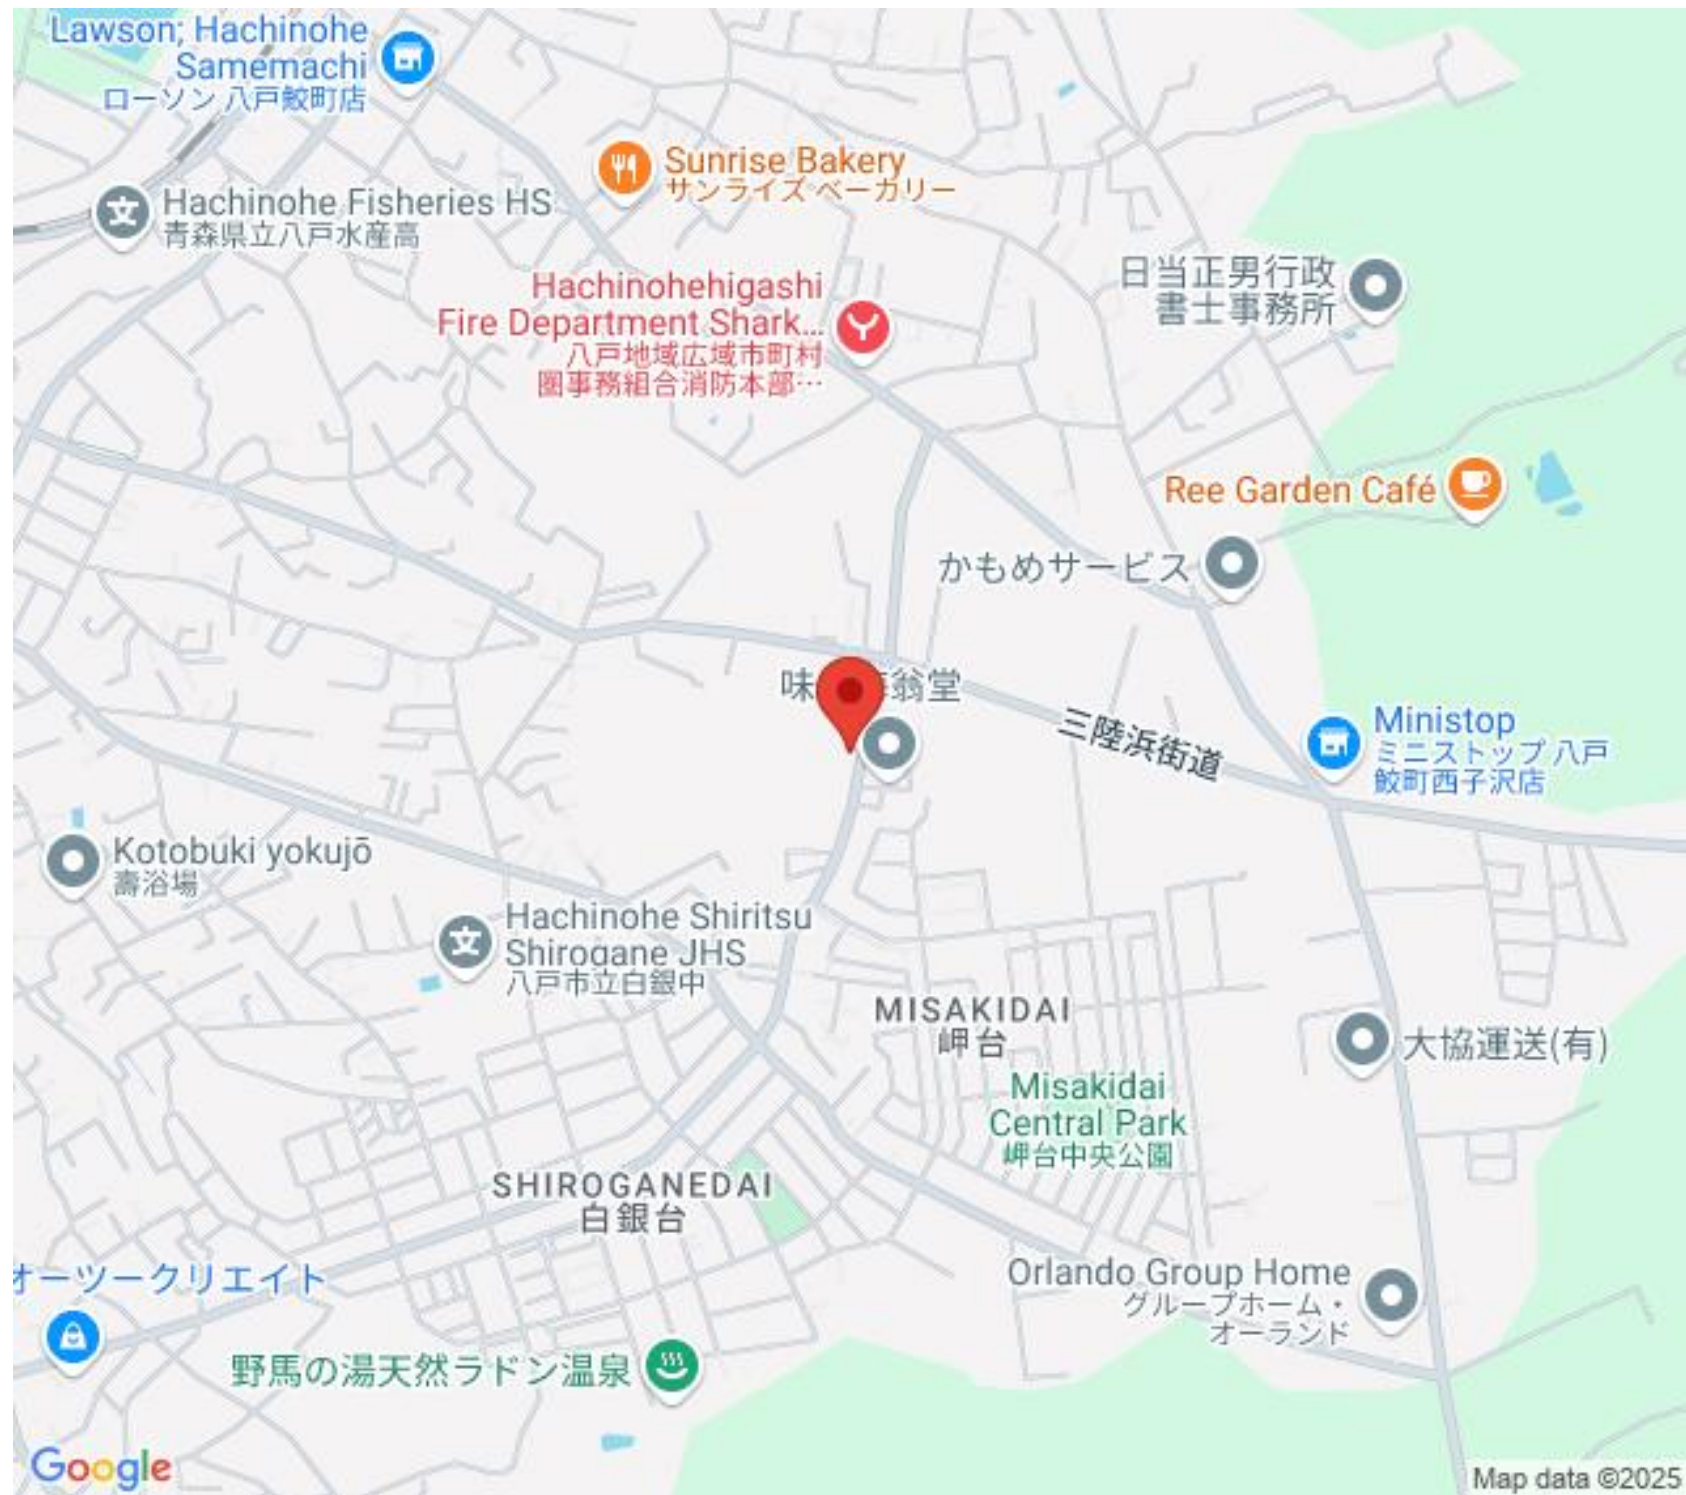 Lawson, Hachinohe
Samemachi
ローソン 八戸鮫町店
Sunrise Bakery
サンライズ ベーカリー
Hachinohe Fisheries HS
青森県立八戸水産高
Hachinohehigashi
Fire Department Shark...
八戸地域広域市町村
圏事務組合消防本部…
日当正男行政
書士事務所
Ree Garden Café
かもめサービス
味
翁堂
三陸浜街道
Ministop
ミニストップ 八戸
鮫町西子沢店
Kotobuki yokujō
壽浴場
Hachinohe Shiritsu
Shirogane JHS
八戸市立白銀中
MISAKIDAI
岬台
大協運送(有)
Misakidai
Central Park
岬台中央公園
SHIROGANEDAI
白銀台
オーツークリエイト
Orlando Group Home
グループホーム・
オーランド
野馬の湯天然ラドン温泉
Google
Map data ©2025